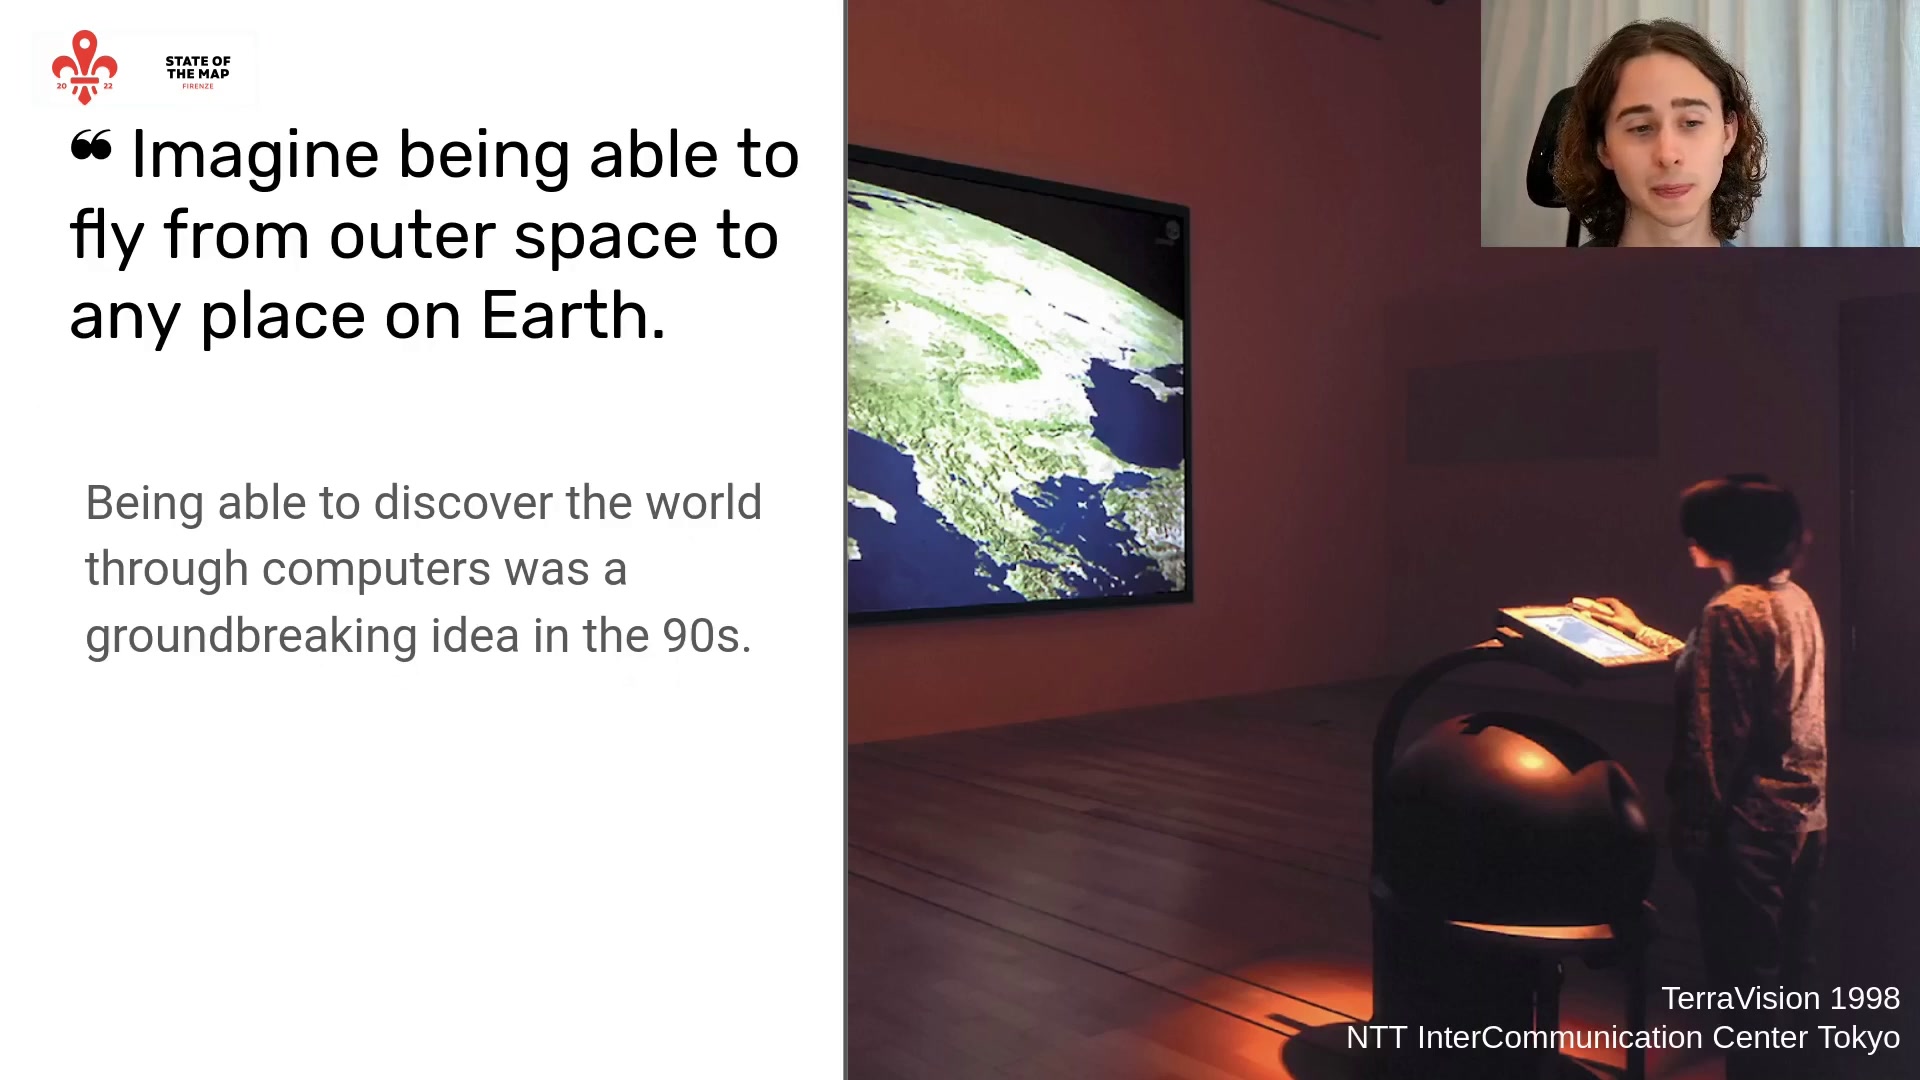 20 22
STATE OF
THE MAP
FIRENZE
❝ Imagine being able to
fly from outer space to
any place on Earth.
Being able to discover the world
through computers was a
groundbreaking idea in the 90s.
TerraVision 1998
NTT InterCommunication Center Tokyo